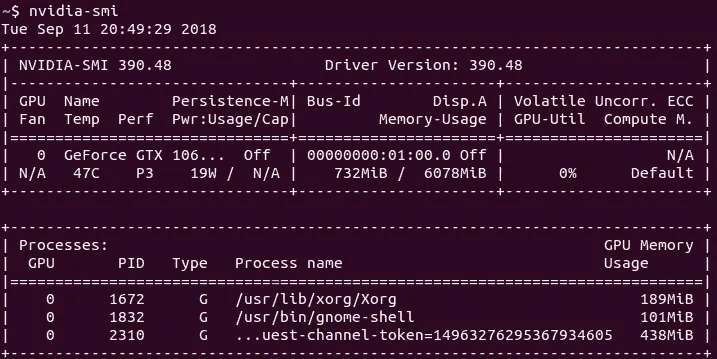 ~$ nvidia-smi
Tue Sep 11 20:49:29 2018
+-----------------------------------------------------------------------------+
| NVIDIA-SMI 390.48                 Driver Version: 390.48                    |
|-------------------------------+----------------------+----------------------+
| GPU  Name        Persistence-M| Bus-Id        Disp.A | Volatile Uncorr. ECC |
| Fan  Temp  Perf  Pwr:Usage/Cap|         Memory-Usage | GPU-Util  Compute M. |
|===============================+======================+======================|
|   0  GeForce GTX 106...  Off  | 00000000:01:00.0 Off |                  N/A |
| N/A   47C    P3    19W /  N/A |    732MiB /  6078MiB |      0%      Default |
+-------------------------------+----------------------+----------------------+
+-----------------------------------------------------------------------------+
| Processes:                                                       GPU Memory |
|  GPU       PID   Type   Process name                             Usage      |
|=============================================================================|
|    0      1672      G   /usr/lib/xorg/Xorg                           189MiB |
|    0      1832      G   /usr/bin/gnome-shell                         101MiB |
|    0      2310      G   ...uest-channel-token=14963276295367934605   438MiB |
+-----------------------------------------------------------------------------+